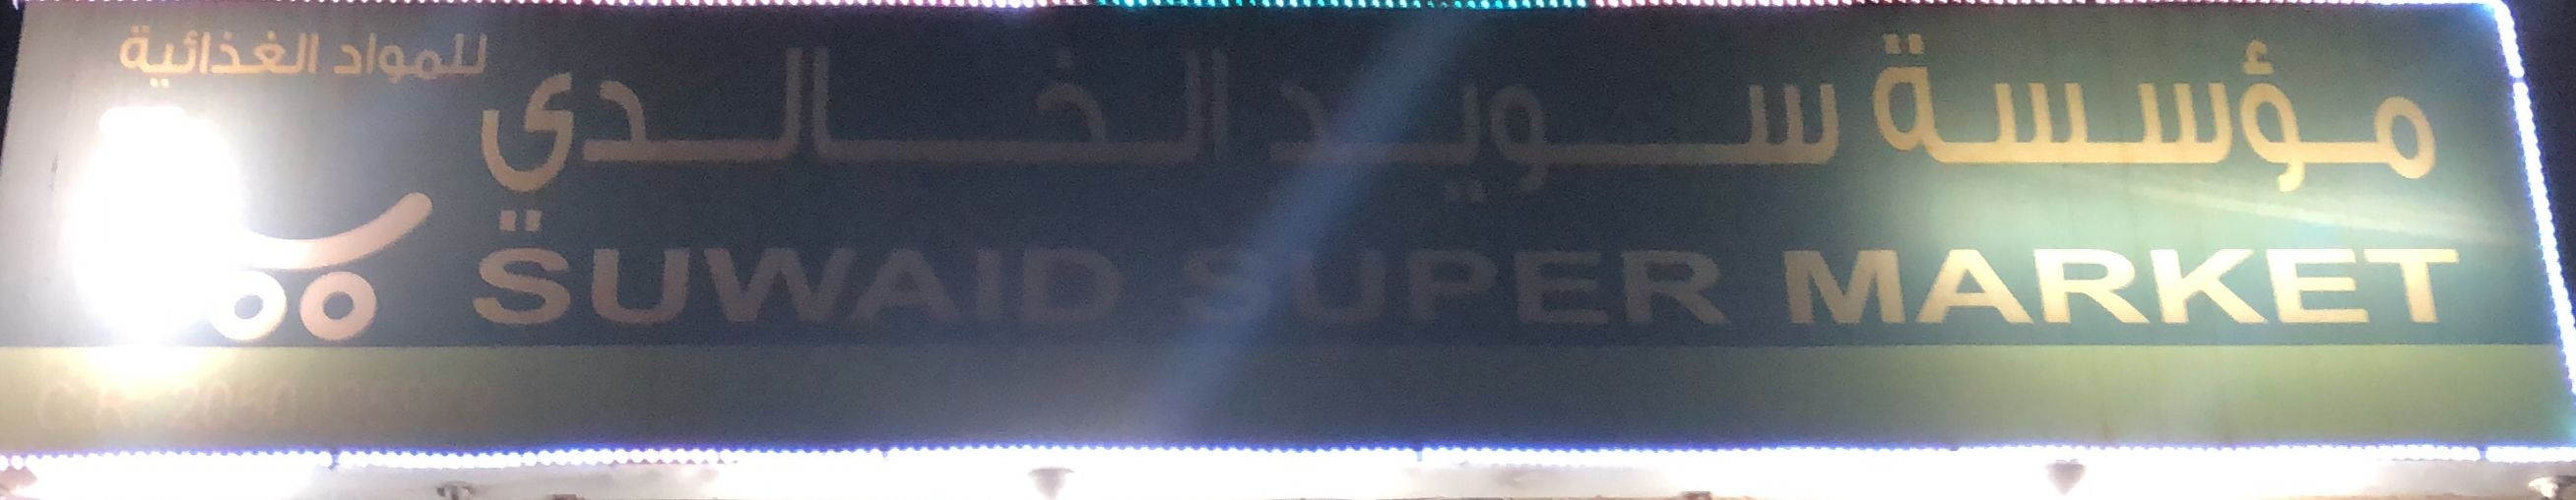 مؤسسة سويد الخالدي
للمواد الغذائية
SUWAID SUPER MARKET